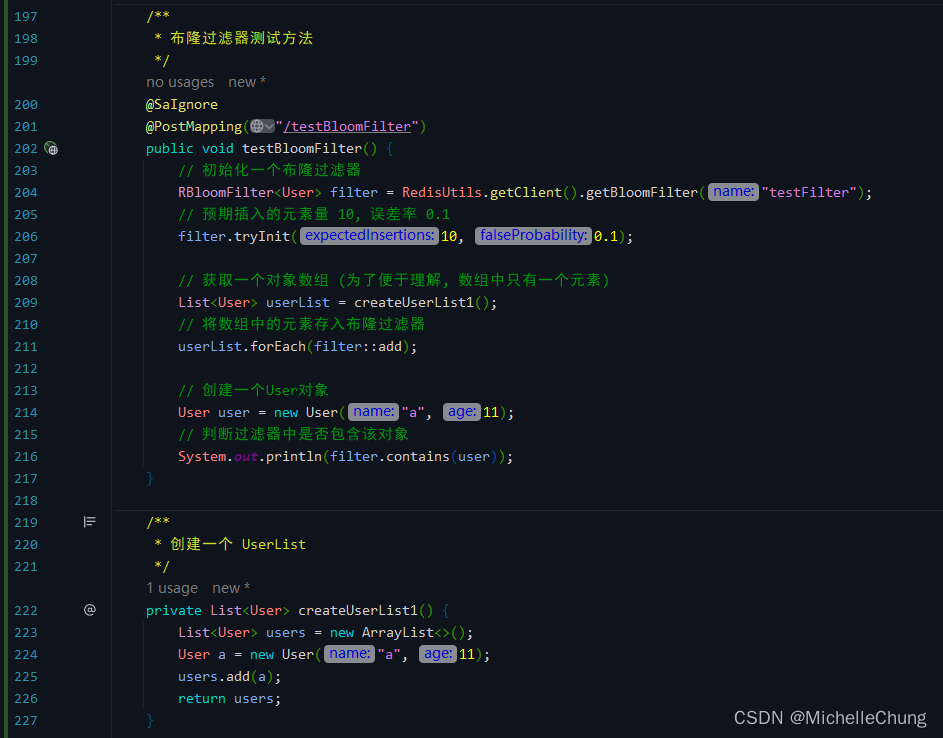 197 /**
198 * 布隆过滤器测试方法
199 */
no usages new *
200 @SaIgnore
201 @PostMapping("/testBloomFilter")
202 public void testBloomFilter() {
203 // 初始化一个布隆过滤器
204 RBloomFilter<User> filter = RedisUtils.getClient().getBloomFilter( name: "testFilter");
205 // 预期插入的元素量 10, 误差率 0.1
206 filter.tryInit( expectedInsertions: 10, falseProbability: 0.1);
207
208 // 获取一个对象数组 (为了便于理解, 数组中只有一个元素)
209 List<User> userList = createUserList1();
210 // 将数组中的元素存入布隆过滤器
211 userList.forEach(filter::add);
212
213 // 创建一个User对象
214 User user = new User( name: "a", age: 11);
215 // 判断过滤器中是否包含该对象
216 System.out.println(filter.contains(user));
217 }
218
219 /**
220 * 创建一个 UserList
221 */
1 usage new *
222 @ private List<User> createUserList1() {
223 List<User> users = new ArrayList<>();
224 User a = new User( name: "a", age: 11);
225 users.add(a);
226 return users;
227 }
CSDN @MichelleChung